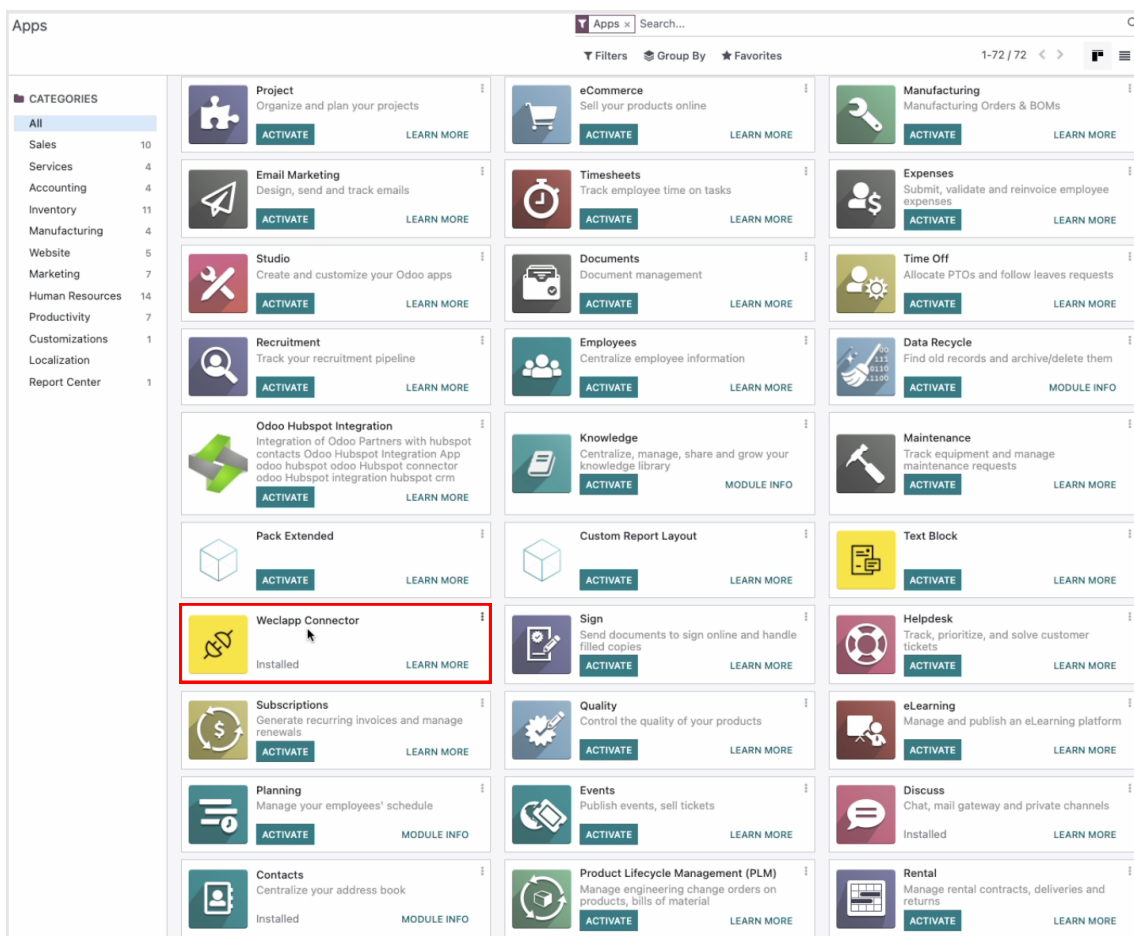 Apps
Apps × Search...
Filters Group By Favorites 1-72 / 72
CATEGORIES
All
Sales 10
Services 4
Accounting 4
Inventory 11
Manufacturing 4
Website 5
Marketing 7
Human Resources 14
Productivity 7
Customizations 1
Localization
Report Center 1
Project
Organize and plan your projects
ACTIVATE LEARN MORE
eCommerce
Sell your products online
ACTIVATE LEARN MORE
Manufacturing
Manufacturing Orders & BOMs
ACTIVATE LEARN MORE
Email Marketing
Design, send and track emails
ACTIVATE LEARN MORE
Timesheets
Track employee time on tasks
ACTIVATE LEARN MORE
Expenses
Submit, validate and reinvoice employee
expenses
ACTIVATE LEARN MORE
Studio
Create and customize your Odoo apps
ACTIVATE LEARN MORE
Documents
Document management
ACTIVATE LEARN MORE
Time Off
Allocate PTOs and follow leaves requests
ACTIVATE LEARN MORE
Recruitment
Track your recruitment pipeline
ACTIVATE LEARN MORE
Employees
Centralize employee information
ACTIVATE LEARN MORE
Data Recycle
Find old records and archive/delete them
ACTIVATE MODULE INFO
Odoo Hubspot Integration
Integration of Odoo Partners with hubspot
contacts Odoo Hubspot Integration App
odoo hubspot odoo Hubspot connector
odoo Hubspot integration hubspot crm
ACTIVATE LEARN MORE
Knowledge
Centralize, manage, share and grow your
knowledge library
ACTIVATE MODULE INFO
Maintenance
Track equipment and manage
maintenance requests
ACTIVATE LEARN MORE
Pack Extended
ACTIVATE LEARN MORE
Custom Report Layout
ACTIVATE LEARN MORE
Text Block
ACTIVATE LEARN MORE
Weclapp Connector
Installed LEARN MORE
Sign
Send documents to sign online and handle
filled copies
ACTIVATE LEARN MORE
Helpdesk
Track, prioritize, and solve customer
tickets
ACTIVATE LEARN MORE
Subscriptions
Generate recurring invoices and manage
renewals
ACTIVATE LEARN MORE
Quality
Control the quality of your products
ACTIVATE LEARN MORE
eLearning
Manage and publish an eLearning platform
ACTIVATE LEARN MORE
Planning
Manage your employees' schedule
ACTIVATE MODULE INFO
Events
Publish events, sell tickets
ACTIVATE LEARN MORE
Discuss
Chat, mail gateway and private channels
Installed LEARN MORE
Contacts
Centralize your address book
Installed MODULE INFO
Product Lifecycle Management (PLM)
Manage engineering change orders on
products, bills of material
ACTIVATE LEARN MORE
Rental
Manage rental contracts, deliveries and
returns
ACTIVATE LEARN MORE